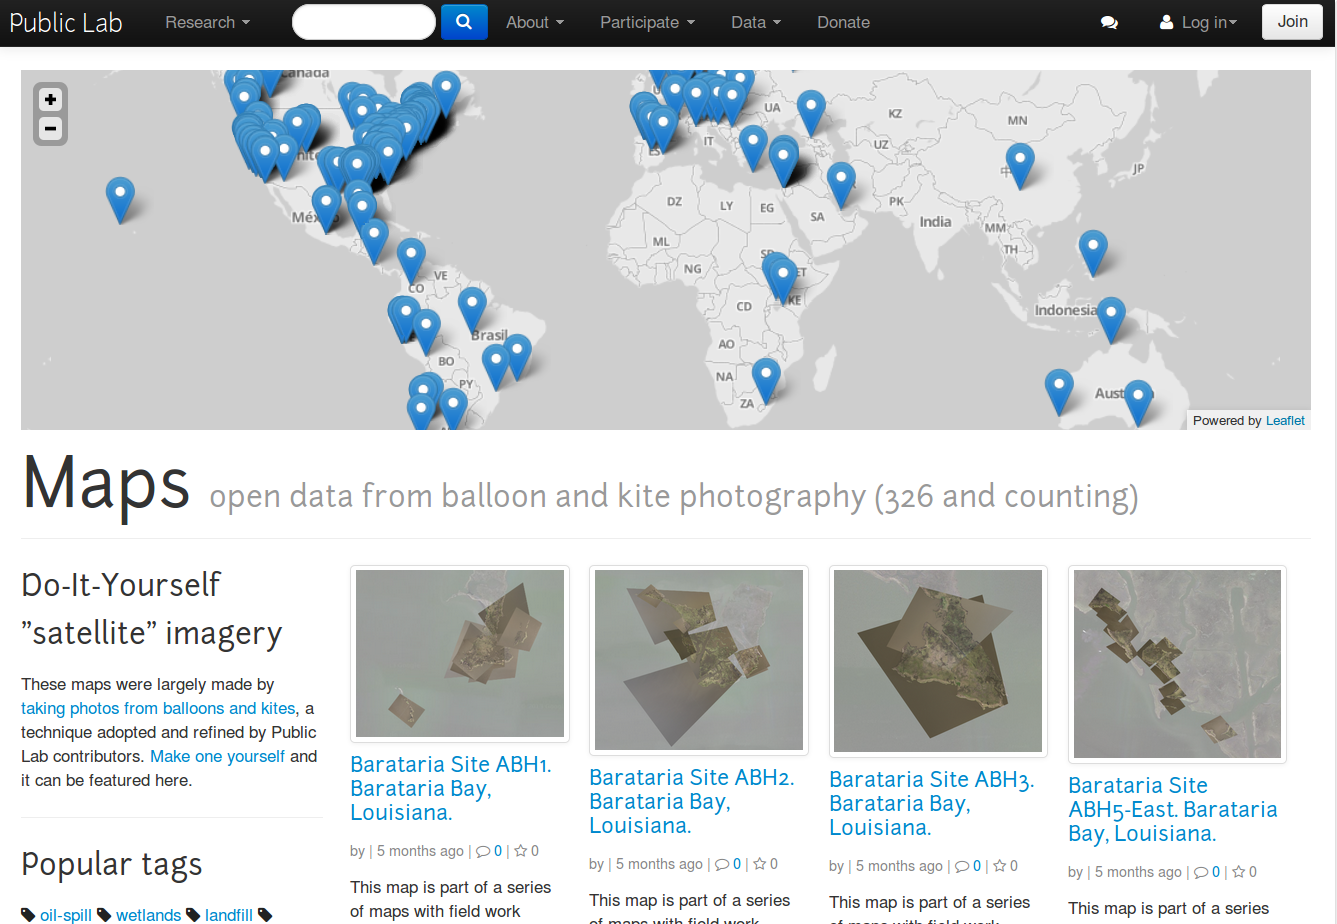 Public Lab Research About Participate Data Donate Log in Join
Canada
UA
KZ
MN
IT
UZ
JP
ES
DZ
LY
EG
SA
PK
India
MM
TH
ML
NG
ET
VE
CO
KE
CD
Indonesia
Brasil
BO
AO
PY
NA
ZA
Powered by Leaflet
Maps open data from balloon and kite photography (326 and counting)
Do-It-Yourself
"satellite" imagery
These maps were largely made by
taking photos from balloons and kites, a
technique adopted and refined by Public
Lab contributors. Make one yourself and
it can be featured here.
Popular tags
oil-spill wetlands landfill
Barataria Site ABH1.
Barataria Bay,
Louisiana.
by | 5 months ago | 0 | 0
This map is part of a series
of maps with field work
Barataria Site ABH2.
Barataria Bay,
Louisiana.
by | 5 months ago | 0 | 0
This map is part of a series
of maps with field work
Barataria Site ABH3.
Barataria Bay,
Louisiana.
by | 5 months ago | 0 | 0
This map is part of a series
of maps with field work
Barataria Site
ABH5-East. Barataria
Bay, Louisiana.
by | 5 months ago | 0 | 0
This map is part of a series